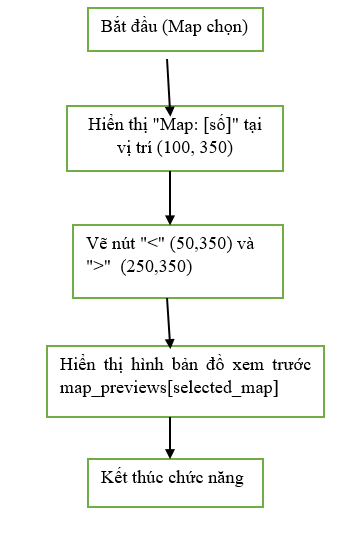 Bắt đầu (Map chọn)
Hiển thị "Map: [số]" tại
vị trí (100, 350)
Vẽ nút "<" (50,350) và
">" (250,350)
Hiển thị hình bản đồ xem trước
map_previews[selected_map]
Kết thúc chức năng